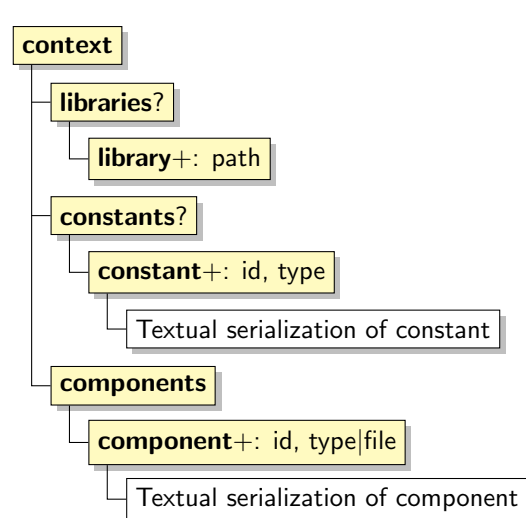 context
libraries?
library+: path
constants?
constant+: id, type
Textual serialization of constant
components
component+: id, type|file
Textual serialization of component